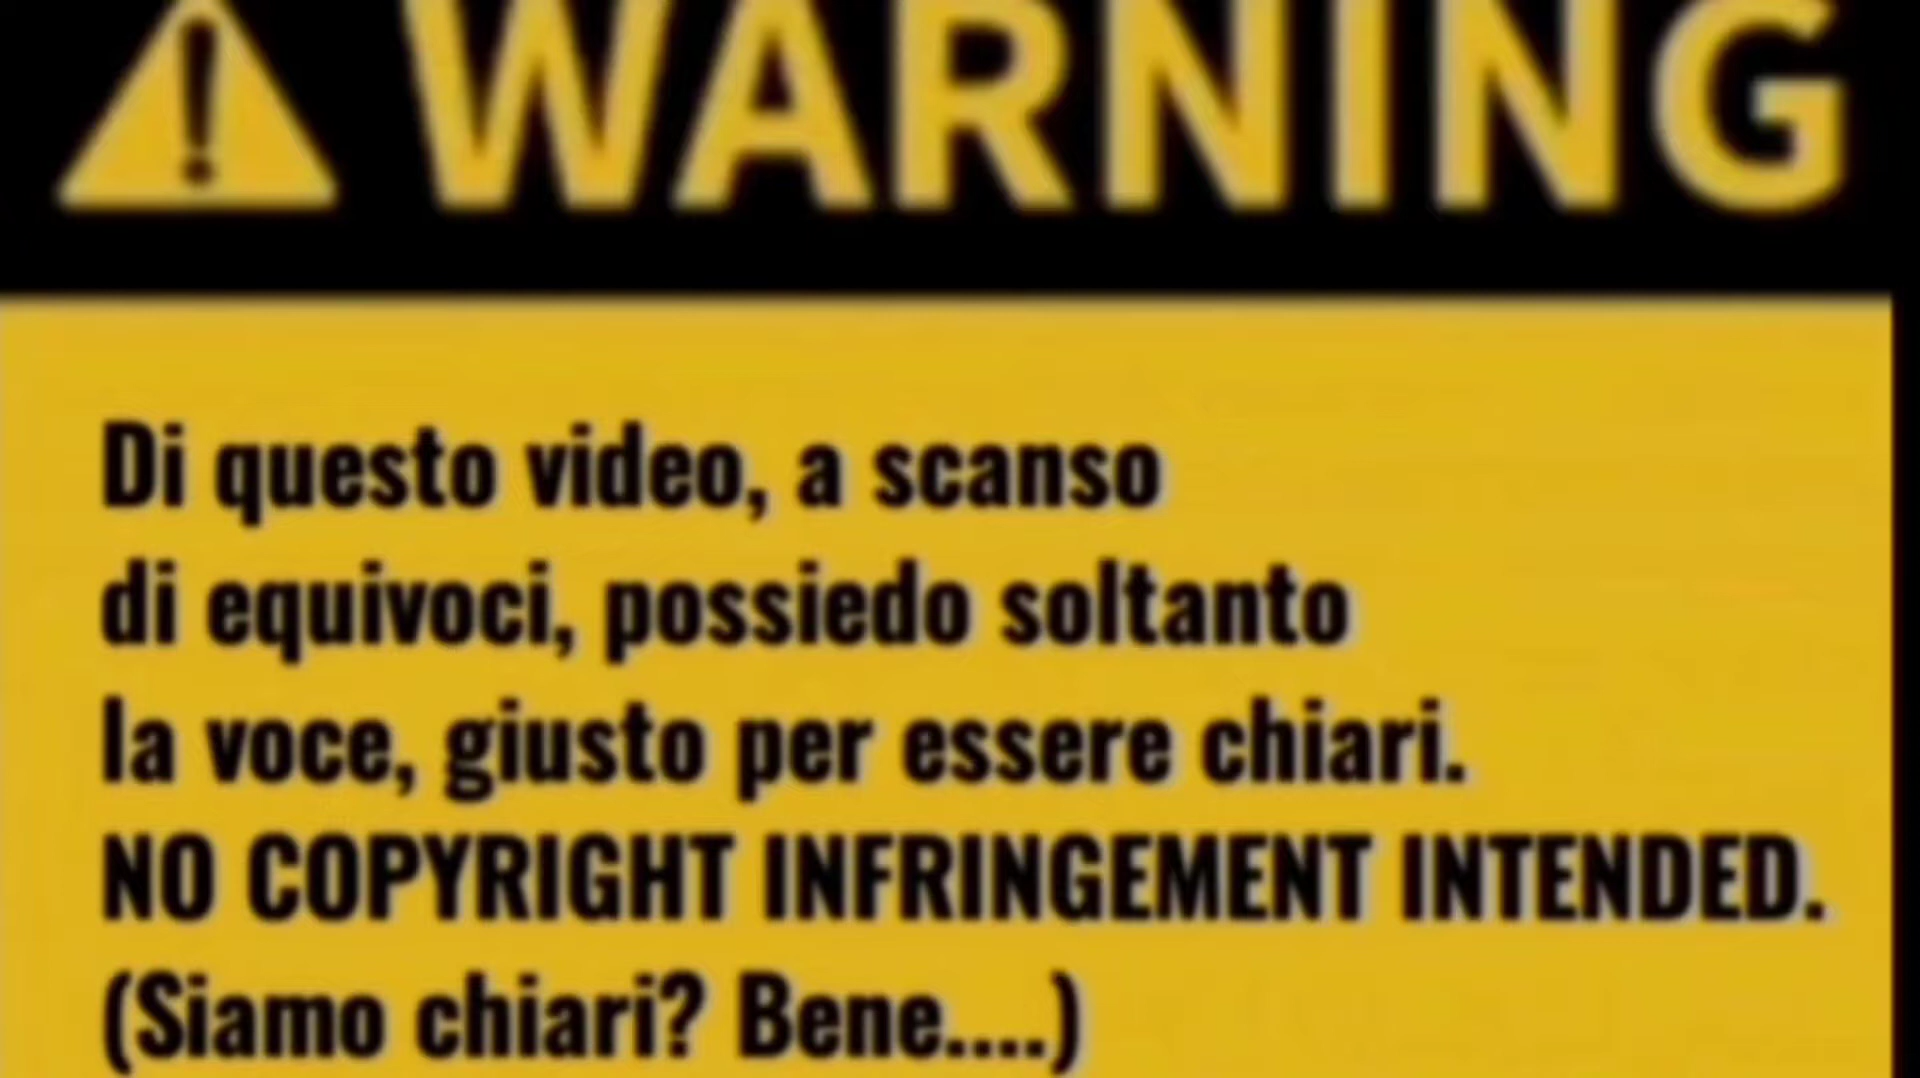 WARNING
Di questo video, a scanso
di equivoci, possiedo soltanto
la voce, giusto per essere chiari.
NO COPYRIGHT INFRINGEMENT INTENDED.
(Siamo chiari? Bene....)